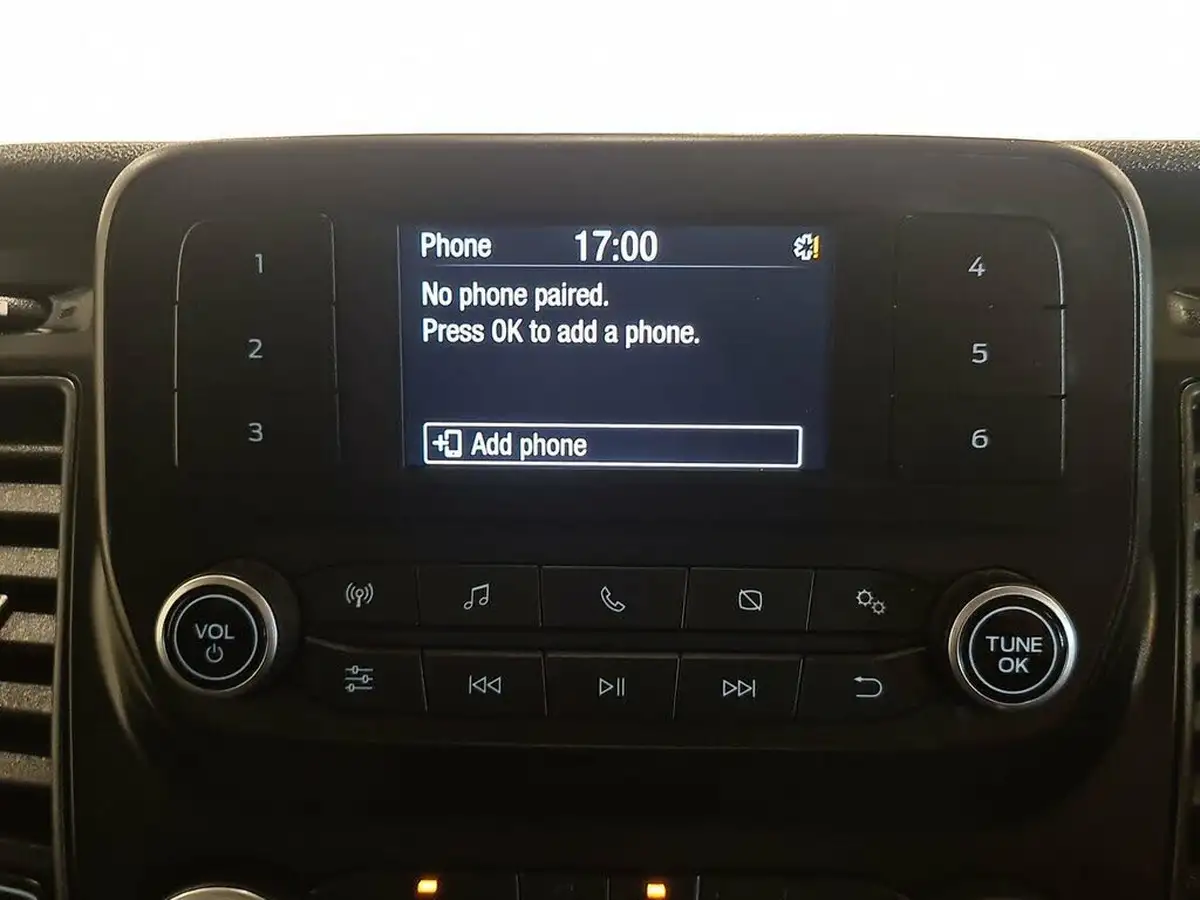 Phone 17:00
No phone paired.
Press OK to add a phone.
Add phone
1
2
3
4
5
6
VOL
TUNE
OK